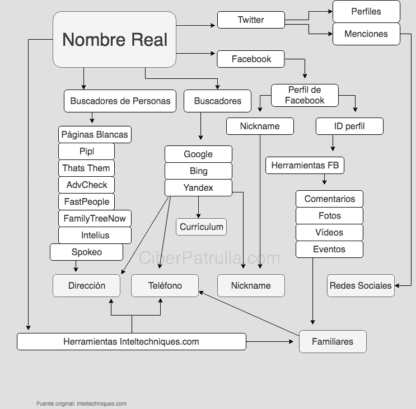 Nombre Real
Twitter
Perfiles
Menciones
Facebook
Buscadores de Personas
Buscadores
Perfil de
Facebook
Páginas Blancas
Pipl
Thats Them
AdvCheck
FastPeople
FamilyTreeNow
Intelius
Spokeo
Google
Bing
Yandex
Nickname
ID perfil
Herramientas FB
Comentarios
Fotos
Vídeos
Eventos
Curriculum
CiberPatrulla.com
Dirección
Teléfono
Nickname
Redes Sociales
Herramientas Inteltechniques.com
Familiares
Fuente original: Inteltechniques.com